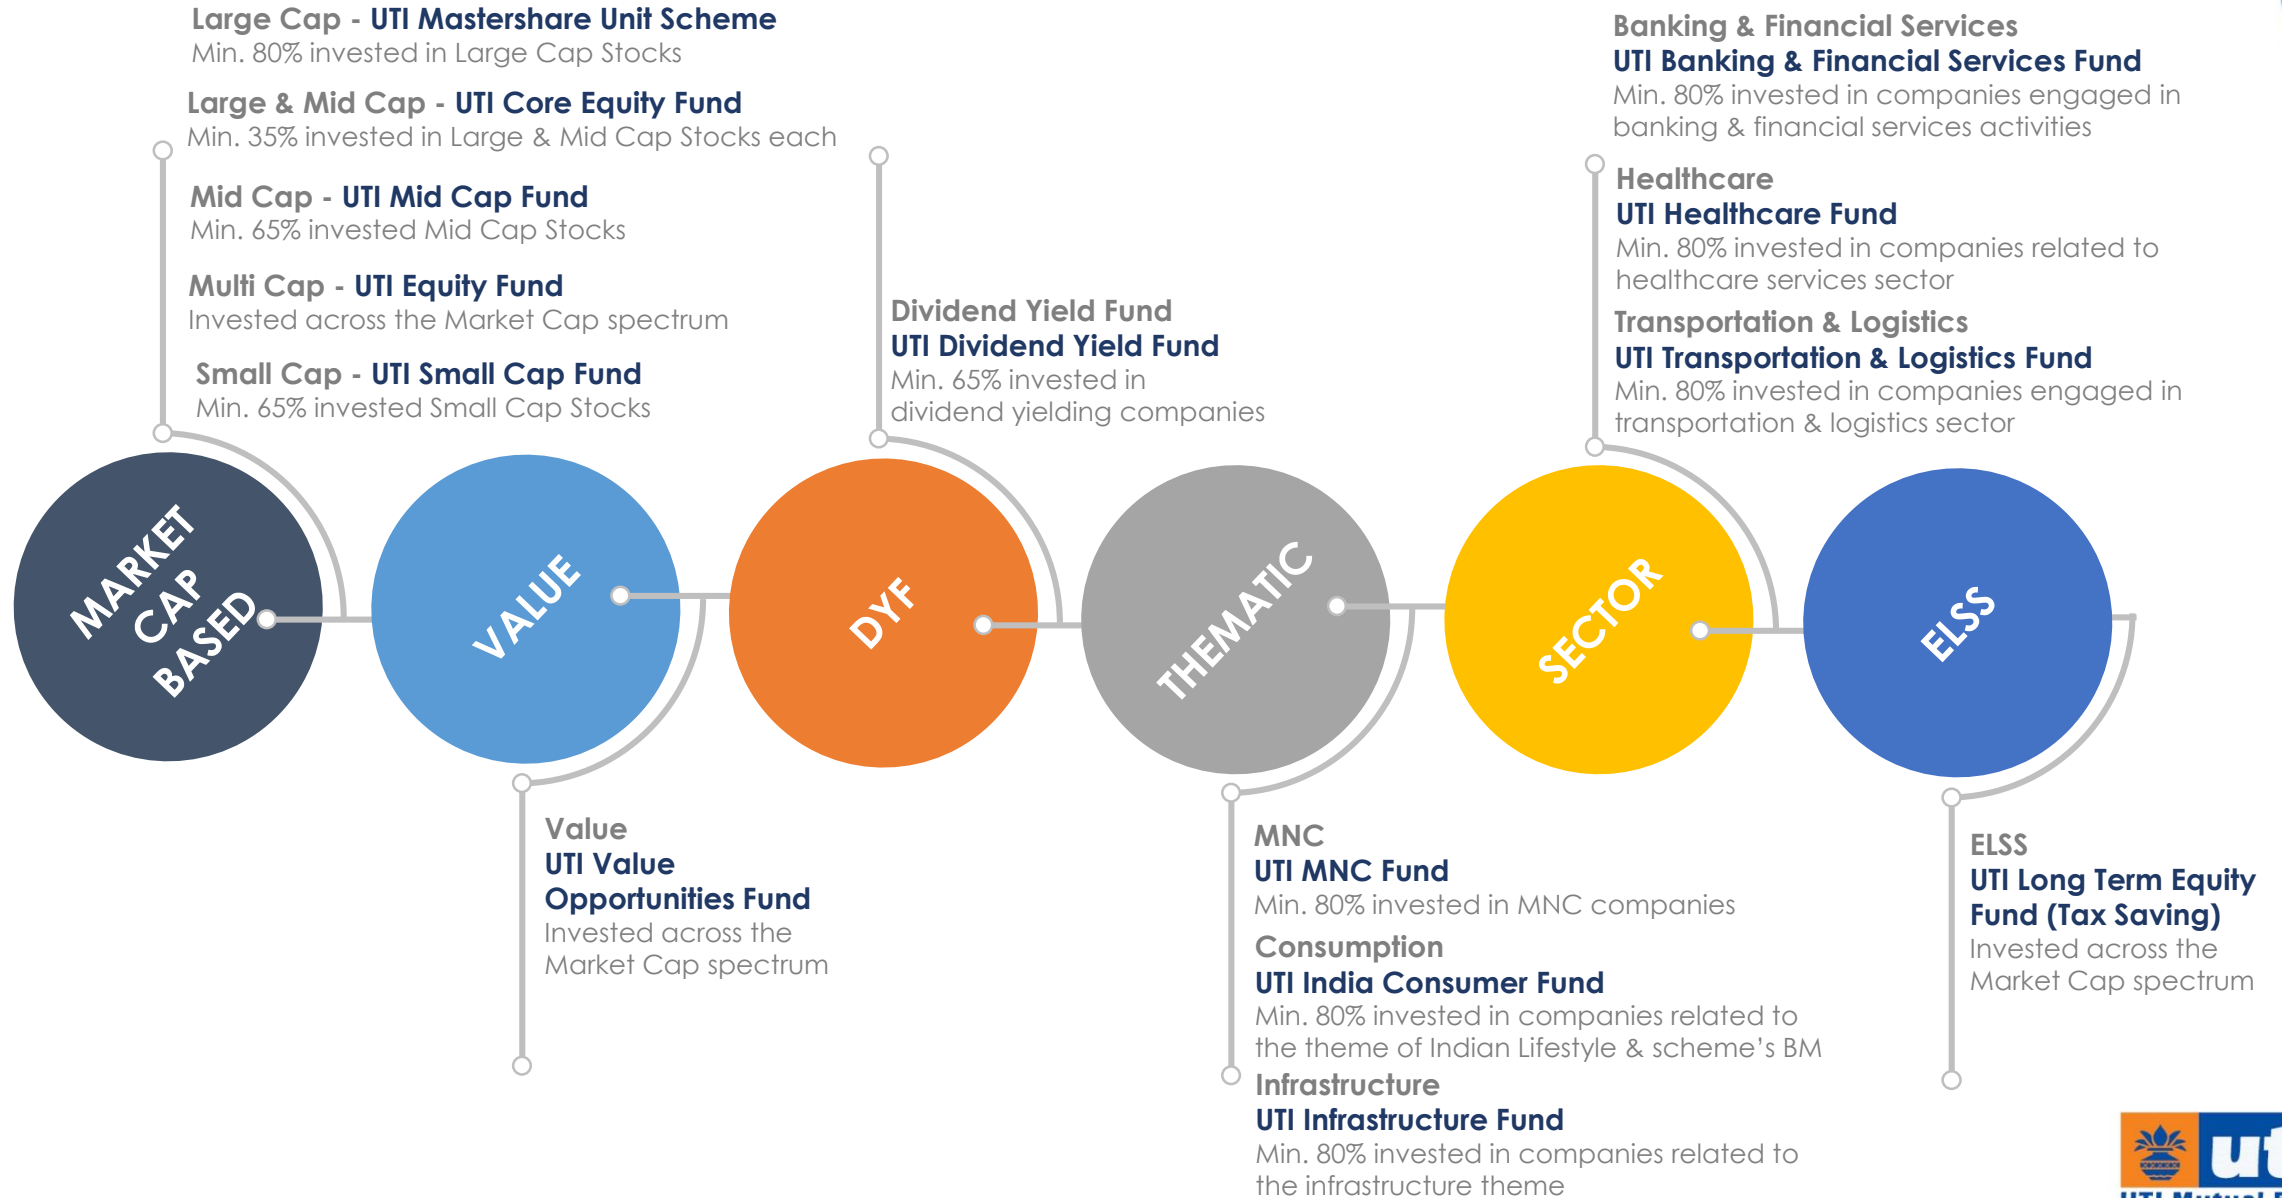 Large Cap - UTI Mastershare Unit Scheme
Min. 80% invested in Large Cap Stocks
Large & Mid Cap - UTI Core Equity Fund
Min. 35% invested in Large & Mid Cap Stocks each
Mid Cap - UTI Mid Cap Fund
Min. 65% invested Mid Cap Stocks
Multi Cap - UTI Equity Fund
Invested across the Market Cap spectrum
Small Cap - UTI Small Cap Fund
Min. 65% invested Small Cap Stocks
Dividend Yield Fund
UTI Dividend Yield Fund
Min. 65% invested in
dividend yielding companies
Banking & Financial Services
UTI Banking & Financial Services Fund
Min. 80% invested in companies engaged in
banking & financial services activities
Healthcare
UTI Healthcare Fund
Min. 80% invested in companies related to
healthcare services sector
Transportation & Logistics
UTI Transportation & Logistics Fund
Min. 80% invested in companies engaged in
transportation & logistics sector
MARKET
CAP
BASED
VALUE
DYF
THEMATIC
SECTOR
ELSS
Value
UTI Value
Opportunities Fund
Invested across the
Market Cap spectrum
MNC
UTI MNC Fund
Min. 80% invested in MNC companies
Consumption
UTI India Consumer Fund
Min. 80% invested in companies related to
the theme of Indian Lifestyle & scheme's BM
Infrastructure
UTI Infrastructure Fund
Min. 80% invested in companies related to
the infrastructure theme
ELSS
UTI Long Term Equity
Fund (Tax Saving)
Invested across the
Market Cap spectrum